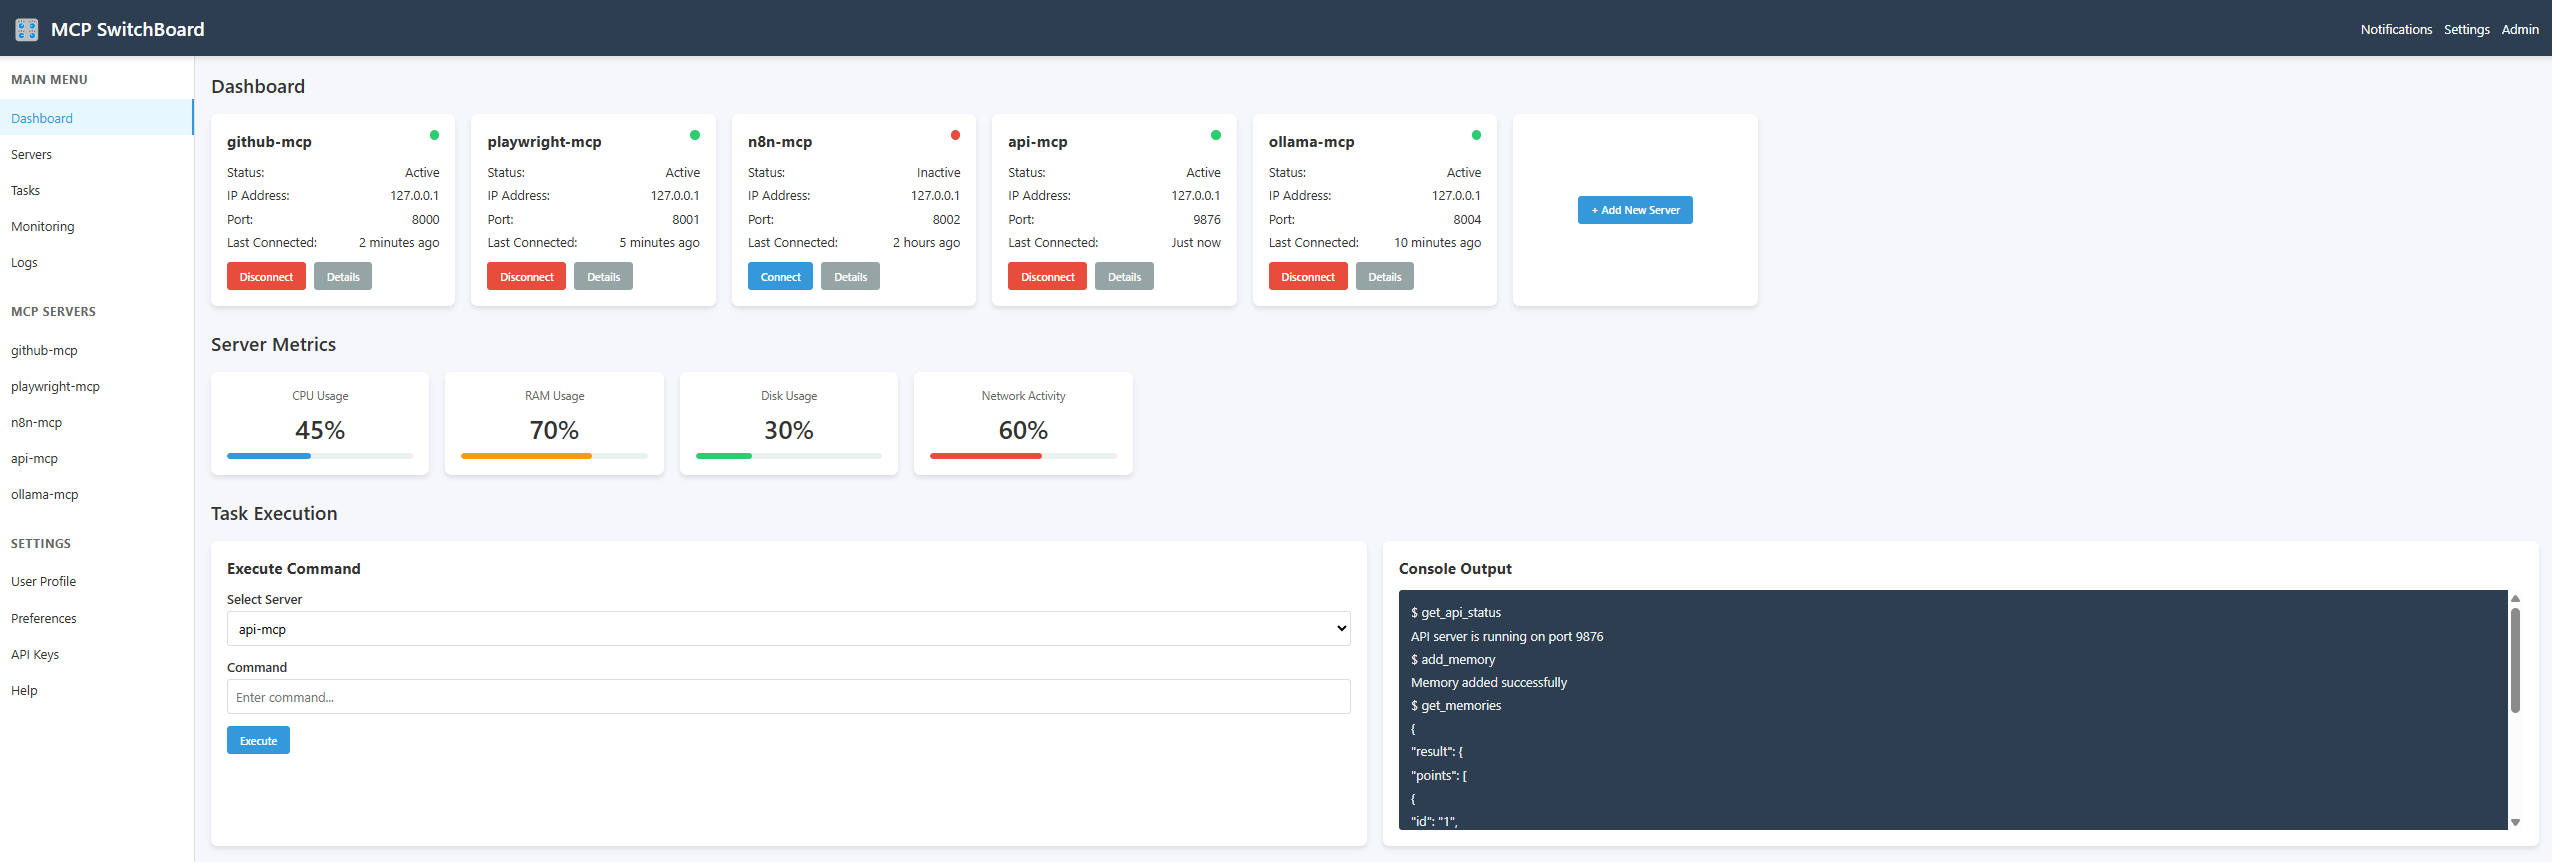 MCP SwitchBoard
Notifications Settings Admin
MAIN MENU
Dashboard
Servers
Tasks
Monitoring
Logs
MCP SERVERS
github-mcp
playwright-mcp
n8n-mcp
api-mcp
ollama-mcp
SETTINGS
User Profile
Preferences
API Keys
Help
Dashboard
github-mcp
Status: Active
IP Address: 127.0.0.1
Port: 8000
Last Connected: 2 minutes ago
Disconnect Details
playwright-mcp
Status: Active
IP Address: 127.0.0.1
Port: 8001
Last Connected: 5 minutes ago
Disconnect Details
n8n-mcp
Status: Inactive
IP Address: 127.0.0.1
Port: 8002
Last Connected: 2 hours ago
Connect Details
api-mcp
Status: Active
IP Address: 127.0.0.1
Port: 9876
Last Connected: Just now
Disconnect Details
ollama-mcp
Status: Active
IP Address: 127.0.0.1
Port: 8004
Last Connected: 10 minutes ago
Disconnect Details
+ Add New Server
Server Metrics
CPU Usage
45%
RAM Usage
70%
Disk Usage
30%
Network Activity
60%
Task Execution
Execute Command
Select Server
api-mcp
Command
Enter command...
Execute
Console Output
$ get_api_status
API server is running on port 9876
$ add_memory
Memory added successfully
$ get_memories
{
"result": {
"points": [
{
"id": "1",